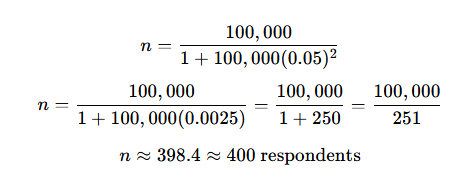 n = 100,000 / (1 + 100,000(0.05)²)
n = 100,000 / (1 + 100,000(0.0025)) = 100,000 / (1 + 250) = 100,000 / 251
n ≈ 398.4 ≈ 400 respondents